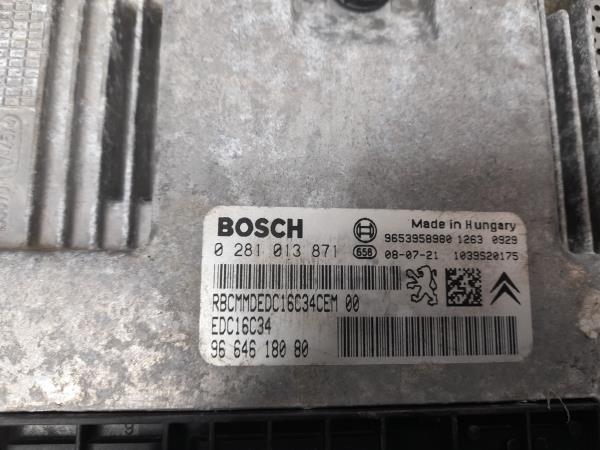 BOSCH
Made in Hungary
9653958980 1263 0929
0 281 013 871
656
08-07-21 1039S20175
RBCMMDEDC16C34CEM 00
EDC16C34
96 646 180 80